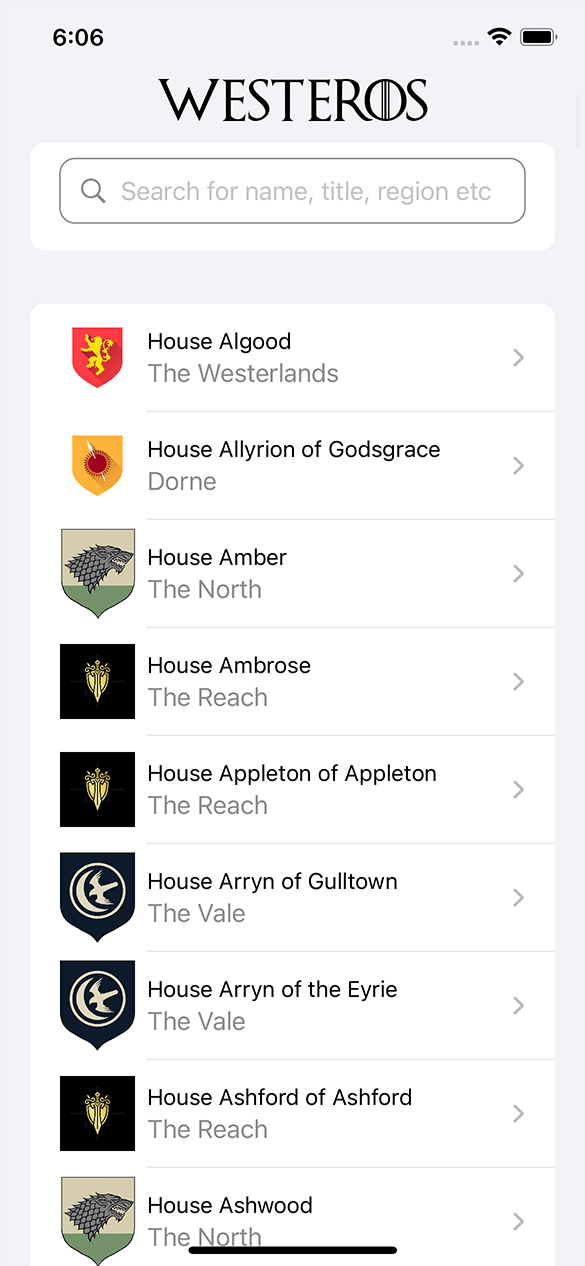 6:06
WESTEROS
Search for name, title, region etc
House Algood
The Westerlands
House Allyrion of Godsgrace
Dorne
House Amber
The North
House Ambrose
The Reach
House Appleton of Appleton
The Reach
House Arryn of Gulltown
The Vale
House Arryn of the Eyrie
The Vale
House Ashford of Ashford
The Reach
House Ashwood
The North